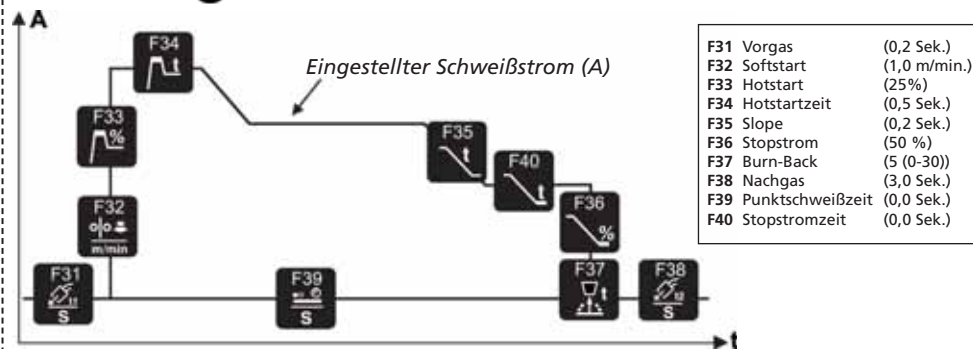 A
F34
t
Eingestellter Schweißstrom (A)
F33
%
F35
t
F40
t
F32
m/min
F36
%
F31
t1
S
F39
S
F37
t
F38
t2
S
t
F31 Vorgas (0,2 Sek.)
F32 Softstart (1,0 m/min.)
F33 Hotstart (25%)
F34 Hotstartzeit (0,5 Sek.)
F35 Slope (0,2 Sek.)
F36 Stopstrom (50 %)
F37 Burn-Back (5 (0-30))
F38 Nachgas (3,0 Sek.)
F39 Punktschweißzeit (0,0 Sek.)
F40 Stopstromzeit (0,0 Sek.)